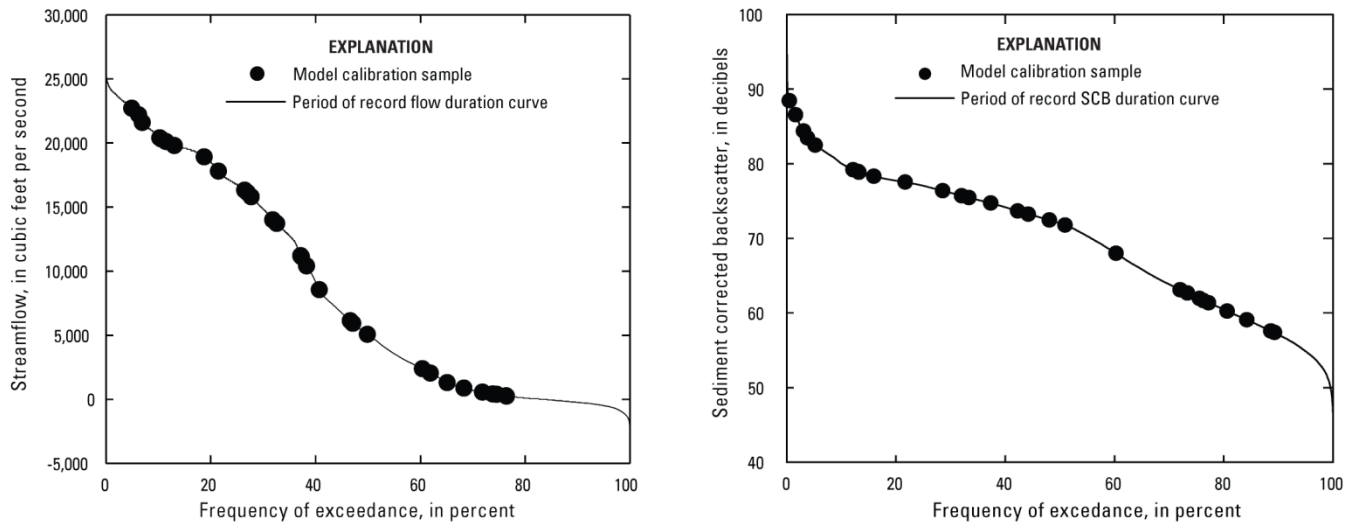 30,000
25,000
20,000
15,000
10,000
5,000
0
-5,000
Streamflow, in cubic feet per second
EXPLANATION
Model calibration sample
Period of record flow duration curve
0 20 40 60 80 100
Frequency of exceedance, in percent
100
90
80
70
60
50
40
Sediment corrected backscatter, in decibels
EXPLANATION
Model calibration sample
Period of record SCB duration curve
0 20 40 60 80 100
Frequency of exceedance, in percent